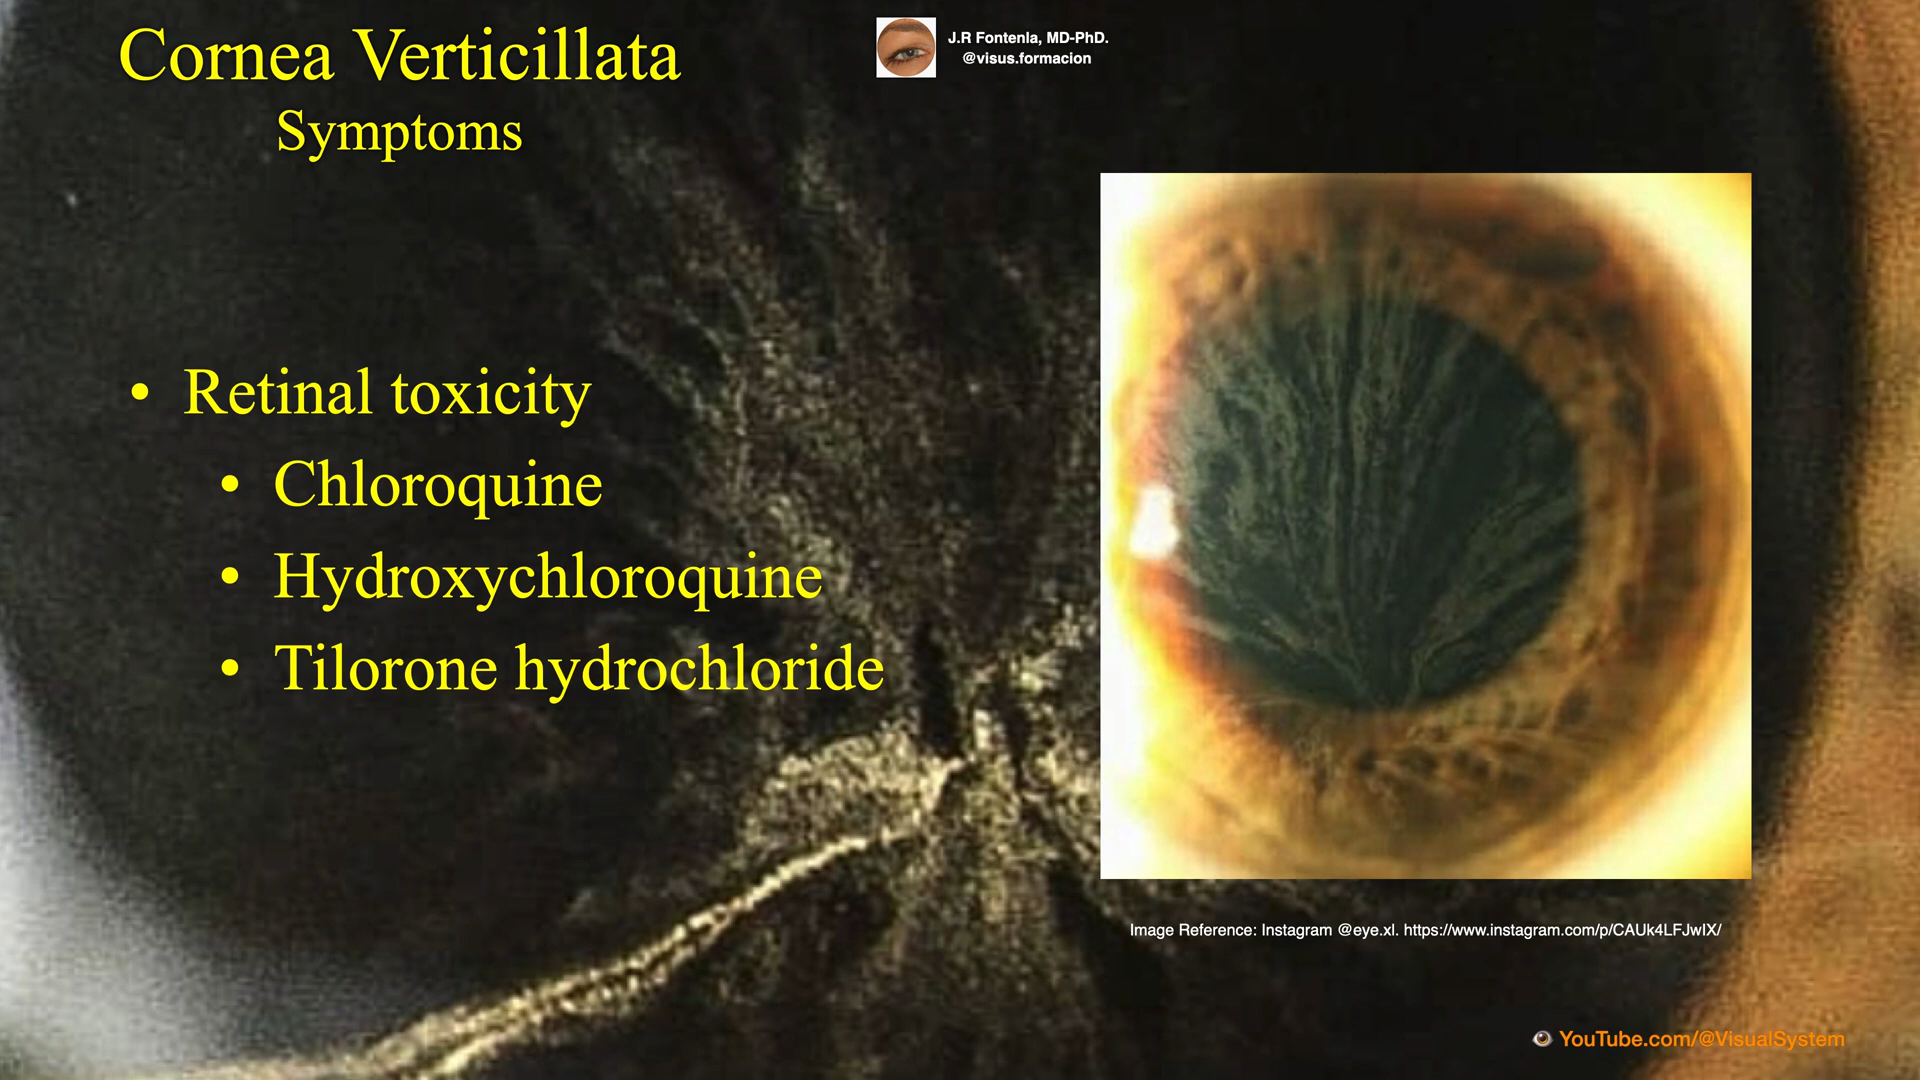 Cornea Verticillata
Symptoms
J.R Fontenla, MD-PhD.
@visus.formacion
• Retinal toxicity
• Chloroquine
• Hydroxychloroquine
• Tilorone hydrochloride
Image Reference: Instagram @eye.xl. https://www.instagram.com/p/CAUk4LFJwIX/
YouTube.com/@VisualSystem